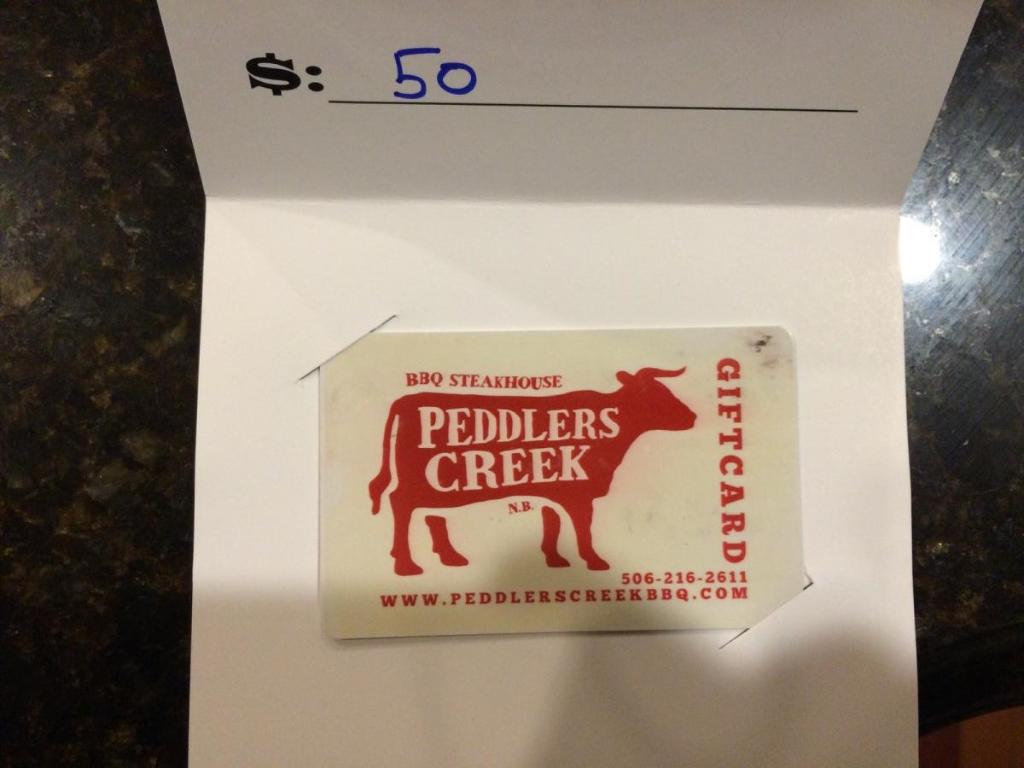 $: 50
BBQ STEAKHOUSE
PEDDLERS
CREEK
N.B.
GIFTCARD
506-216-2611
WWW.PEDDLERSCREEKBBQ.COM